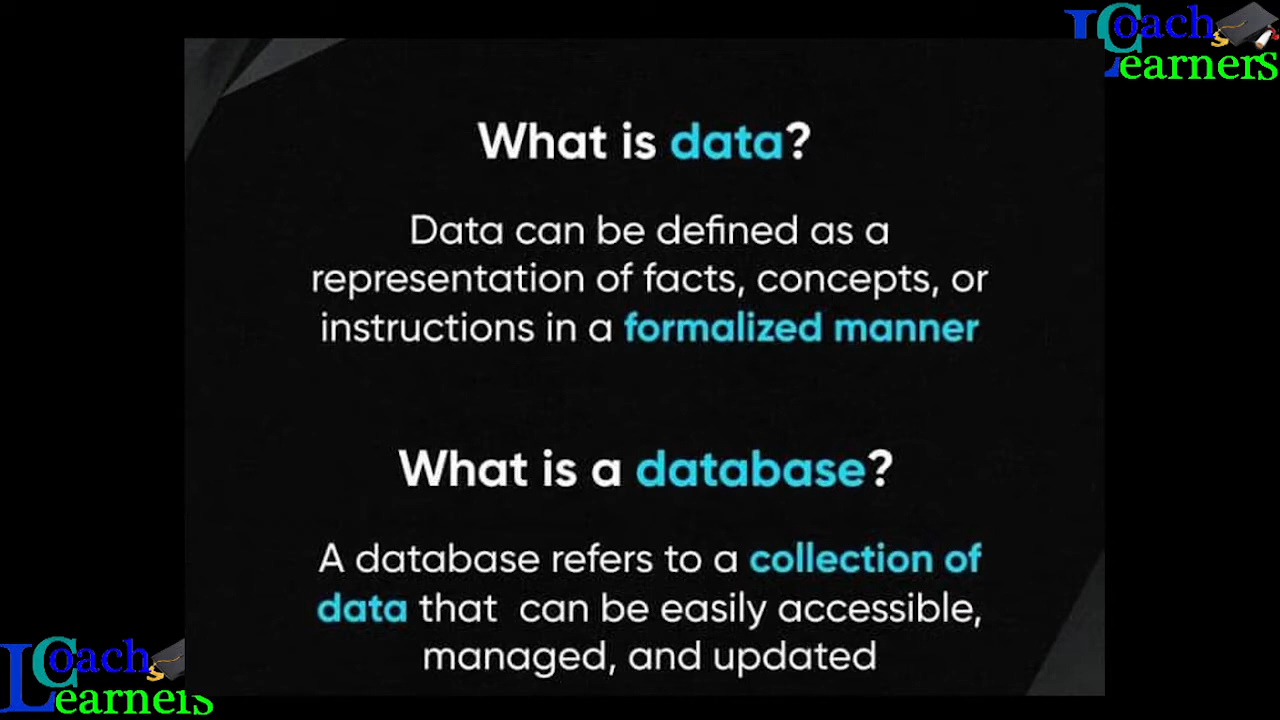 Coach
Learners
What is data?
Data can be defined as a
representation of facts, concepts, or
instructions in a formalized manner
What is a database?
A database refers to a collection of
data that can be easily accessible,
managed, and updated
Coach
Learners